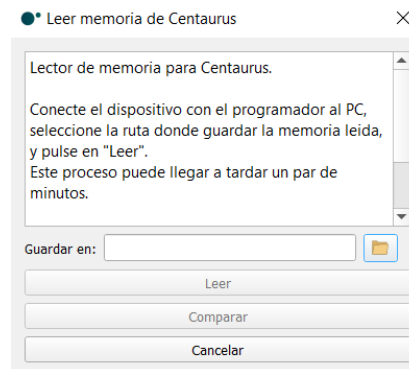 Leer memoria de Centaurus
Lector de memoria para Centaurus.
Conecte el dispositivo con el programador al PC,
seleccione la ruta donde guardar la memoria leida,
y pulse en "Leer".
Este proceso puede llegar a tardar un par de
minutos.
Guardar en:
Leer
Comparar
Cancelar